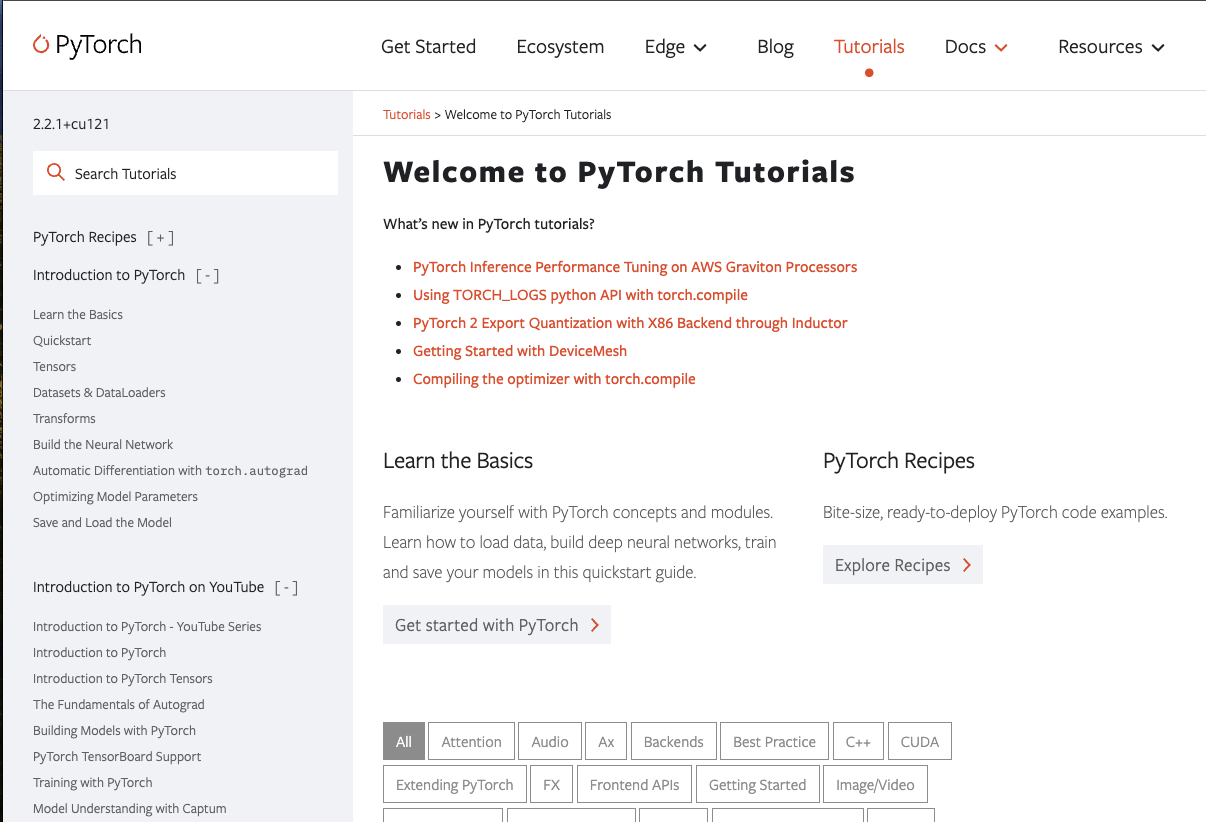 PyTorch
Get Started Ecosystem Edge Blog Tutorials Docs Resources
2.2.1+cu121
Search Tutorials
PyTorch Recipes [ + ]
Introduction to PyTorch [ - ]
Learn the Basics
Quickstart
Tensors
Datasets & DataLoaders
Transforms
Build the Neural Network
Automatic Differentiation with torch.autograd
Optimizing Model Parameters
Save and Load the Model
Introduction to PyTorch on YouTube [ - ]
Introduction to PyTorch - YouTube Series
Introduction to PyTorch
Introduction to PyTorch Tensors
The Fundamentals of Autograd
Building Models with PyTorch
PyTorch TensorBoard Support
Training with PyTorch
Model Understanding with Captum
Tutorials > Welcome to PyTorch Tutorials
Welcome to PyTorch Tutorials
What's new in PyTorch tutorials?
• PyTorch Inference Performance Tuning on AWS Graviton Processors
• Using TORCH_LOGS python API with torch.compile
• PyTorch 2 Export Quantization with X86 Backend through Inductor
• Getting Started with DeviceMesh
• Compiling the optimizer with torch.compile
Learn the Basics
Familiarize yourself with PyTorch concepts and modules.
Learn how to load data, build deep neural networks, train
and save your models in this quickstart guide.
Get started with PyTorch
PyTorch Recipes
Bite-size, ready-to-deploy PyTorch code examples.
Explore Recipes
All Attention Audio Ax Backends Best Practice C++ CUDA
Extending PyTorch FX Frontend APIs Getting Started Image/Video